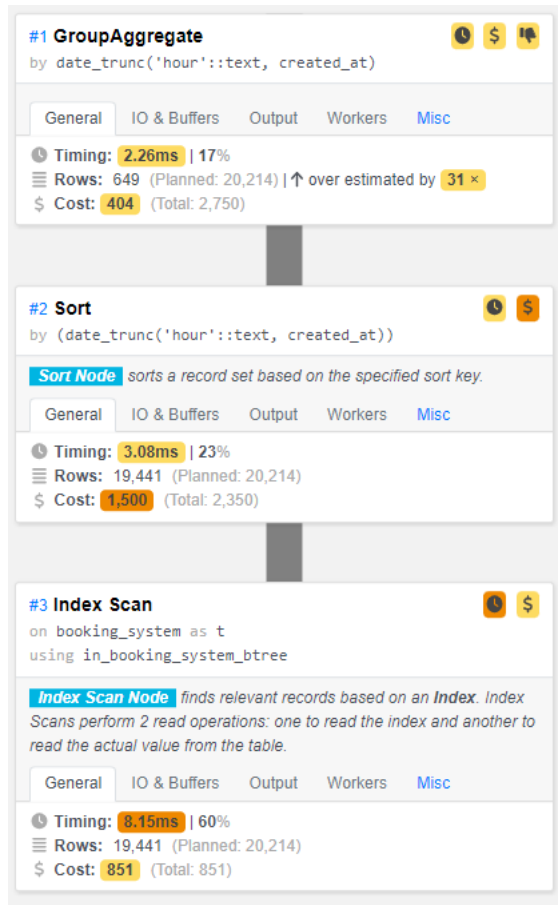 #1 GroupAggregate
by date_trunc('hour'::text, created_at)
General IO & Buffers Output Workers Misc
Timing: 2.26ms | 17%
Rows: 649 (Planned: 20,214) | ↑ over estimated by 31 ×
$ Cost: 404 (Total: 2,750)
#2 Sort
by (date_trunc('hour'::text, created_at))
Sort Node sorts a record set based on the specified sort key.
General IO & Buffers Output Workers Misc
Timing: 3.08ms | 23%
Rows: 19,441 (Planned: 20,214)
$ Cost: 1,500 (Total: 2,350)
#3 Index Scan
on booking_system as t
using in_booking_system_btree
Index Scan Node finds relevant records based on an Index. Index
Scans perform 2 read operations: one to read the index and another to
read the actual value from the table.
General IO & Buffers Output Workers Misc
Timing: 8.15ms | 60%
Rows: 19,441 (Planned: 20,214)
$ Cost: 851 (Total: 851)